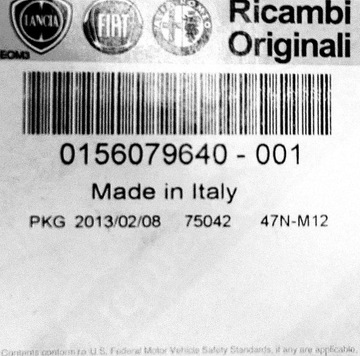 LANCIA FIAT Ricambi
EOM3 Originali
0156079640 - 001
Made in Italy
PKG 2013/02/08 75042 47N-M12
Contents conform to U.S. Federal Motor Vehicle Safety Standards, if any are applicable.